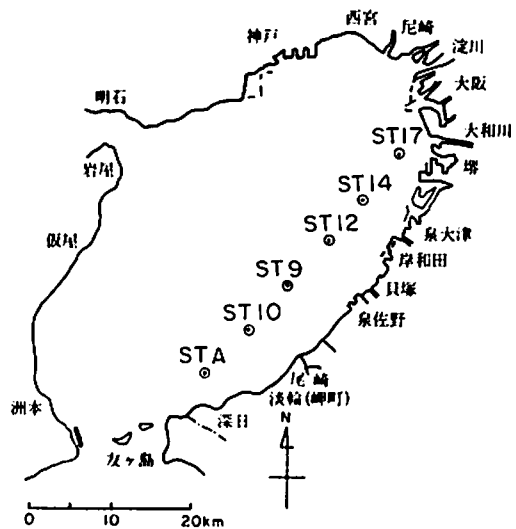 西宮
尼崎
神戸
淀川
大阪
明石
大和川
ST17
堺
岩屋
ST14
仮屋
ST12
泉大津
岸和田
ST9
貝塚
泉佐野
ST10
STA
尾崎
淡輪(岬町)
洲本
深日
N
友ヶ島
0 10 20km